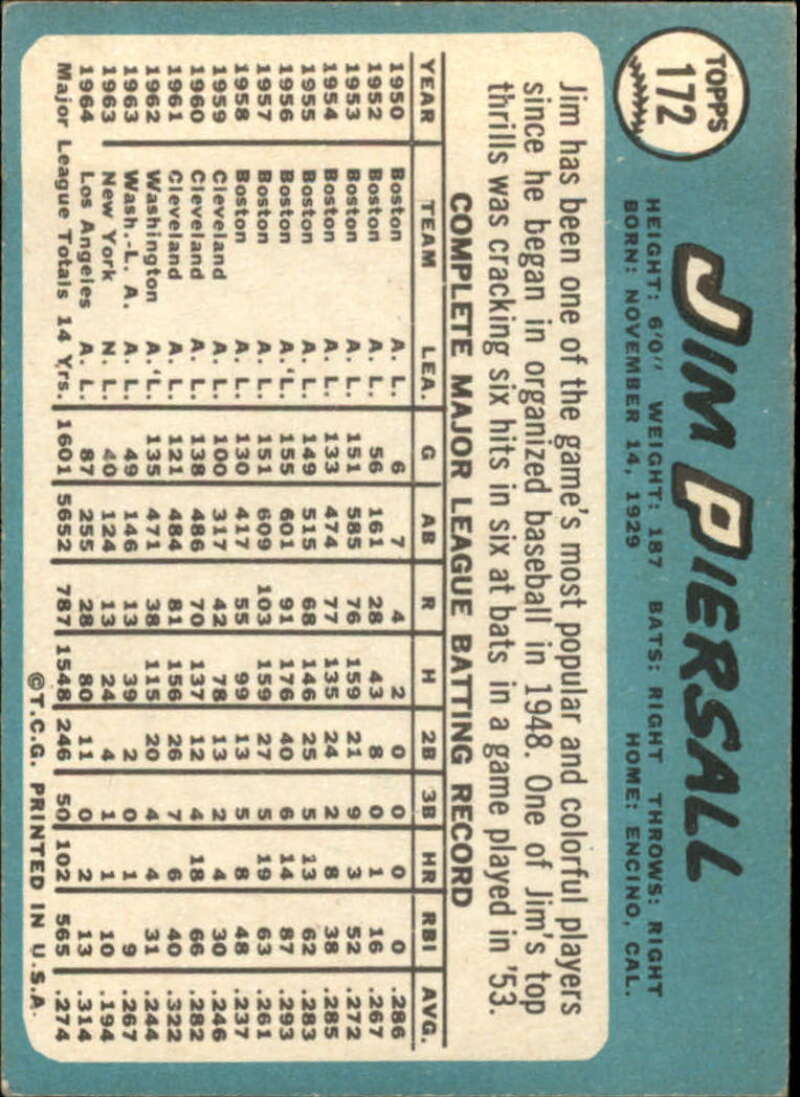 TOPPS
172
JIM PIERSALL
HEIGHT: 6'0" WEIGHT: 187 BATS: RIGHT THROWS: RIGHT
BORN: NOVEMBER 14, 1929 HOME: ENCINO, CAL.
Jim has been one of the game's most popular and colorful players
since he began in organized baseball in 1948. One of Jim's top
thrills was cracking six hits in six at bats in a game played in '53.
COMPLETE MAJOR LEAGUE BATTING RECORD
YEAR TEAM LEA. G AB R H 2B 3B HR RBI AVG.
1950 Boston A. L. 6 7 4 2 0 0 0 0 .286
1952 Boston A. L. 56 161 28 43 8 0 1 16 .267
1953 Boston A. L. 151 585 76 159 21 9 3 52 .272
1954 Boston A. L. 133 474 77 135 24 2 8 38 .285
1955 Boston A. L. 149 515 68 146 25 5 13 62 .283
1956 Boston A.'L. 155 601 91 176 40 6 14 87 .293
1957 Boston A. L. 151 609 103 159 27 5 19 63 .261
1958 Boston A. L. 130 417 55 99 13 5 8 48 .237
1959 Cleveland A. L. 100 317 42 78 13 2 4 30 .246
1960 Cleveland A. L. 138 486 70 137 12 4 18 66 .282
1961 Cleveland A. L. 121 484 81 156 26 7 6 40 .322
1962 Washington A.'L. 135 471 38 115 20 4 4 31 .244
1963 Wash.-L. A. A. L. 49 146 13 39 2 0 1 9 .267
1963 New York N. L. 40 124 13 24 4 1 1 10 .194
1964 Los Angeles A. L. 87 255 28 80 11 0 2 13 .314
Major League Totals 14 Yrs. 1601 5652 787 1548 246 50 102 565 .274
©T.C.G. PRINTED IN U.S.A.